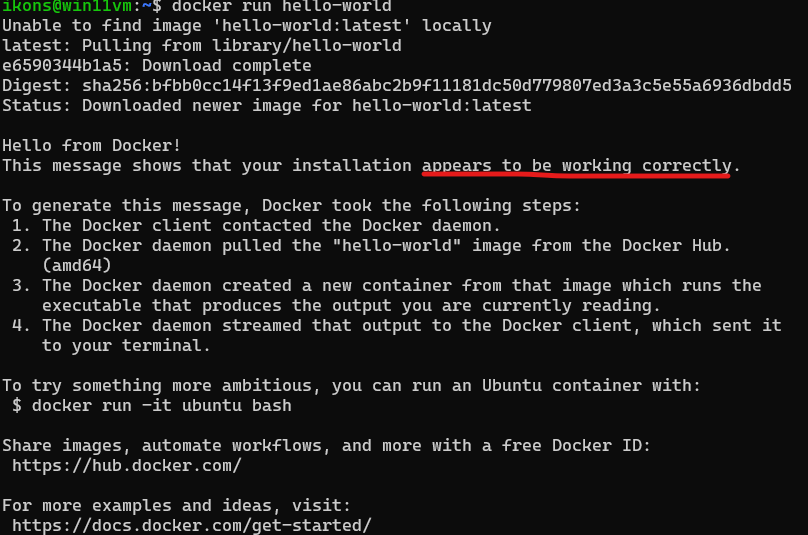 ikons@win11vm:~$ docker run hello-world
Unable to find image 'hello-world:latest' locally
latest: Pulling from library/hello-world
e6590344b1a5: Download complete
Digest: sha256:bfbb0cc14f13f9ed1ae86abc2b9f11181dc50d779807ed3a3c5e55a6936dbdd5
Status: Downloaded newer image for hello-world:latest
Hello from Docker!
This message shows that your installation appears to be working correctly.
To generate this message, Docker took the following steps:
1. The Docker client contacted the Docker daemon.
2. The Docker daemon pulled the "hello-world" image from the Docker Hub.
(amd64)
3. The Docker daemon created a new container from that image which runs the
executable that produces the output you are currently reading.
4. The Docker daemon streamed that output to the Docker client, which sent it
to your terminal.
To try something more ambitious, you can run an Ubuntu container with:
$ docker run -it ubuntu bash
Share images, automate workflows, and more with a free Docker ID:
https://hub.docker.com/
For more examples and ideas, visit:
https://docs.docker.com/get-started/